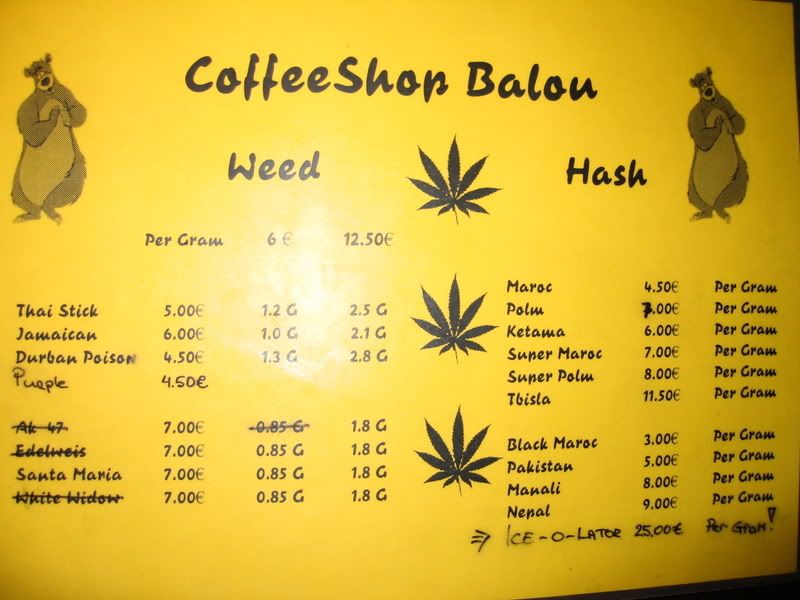 CoffeeShop Balou
Weed
Per Gram 6 € 12.50€
Thai Stick 5.00€ 1.2 G 2.5 G
Jamaican 6.00€ 1.0 G 2.1 G
Durban Poison 4.50€ 1.3 G 2.8 G
Purple 4.50€
Ak 47 7.00€ 0.85 G 1.8 G
Edelweis 7.00€ 0.85 G 1.8 G
Santa Maria 7.00€ 0.85 G 1.8 G
White Widow 7.00€ 0.85 G 1.8 G
Hash
Maroc 4.50€ Per Gram
Polm 7.00€ Per Gram
Ketama 6.00€ Per Gram
Super Maroc 7.00€ Per Gram
Super Polm 8.00€ Per Gram
Tbisla 11.50€ Per Gram
Black Maroc 3.00€ Per Gram
Pakistan 5.00€ Per Gram
Manali 8.00€ Per Gram
Nepal 9.00€ Per Gram
⇒ ICE-O-LATOR 25.00€ Per Gram!